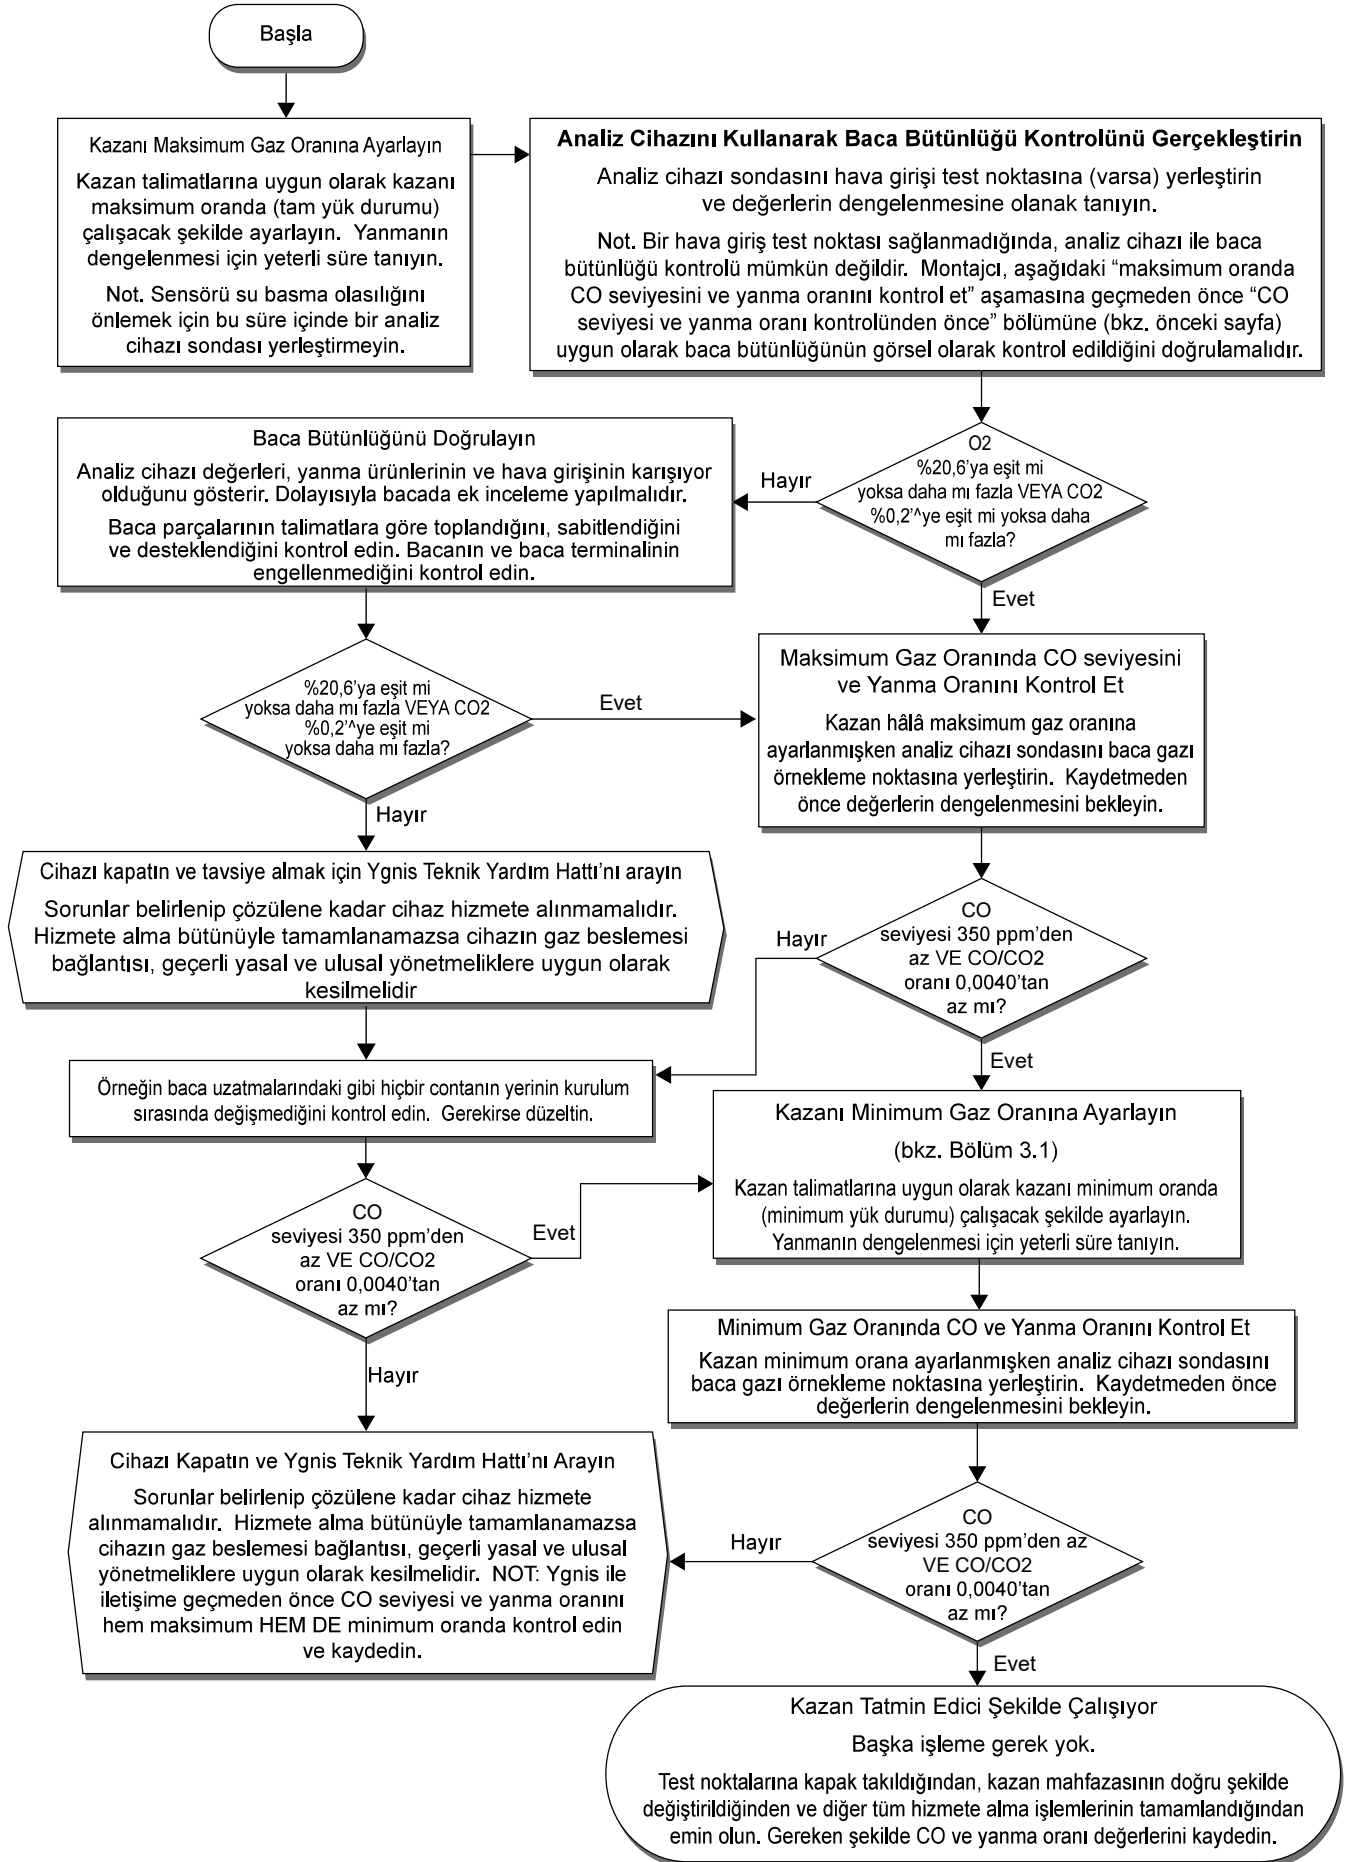 Başla
Kazanı Maksimum Gaz Oranına Ayarlayın
Kazan talimatlarına uygun olarak kazanı
maksimum oranda (tam yük durumu)
çalışacak şekilde ayarlayın. Yanmanın
dengelenmesi için yeterli süre tanıyın.
Not. Sensörü su basma olasılığını
önlemek için bu süre içinde bir analiz
cihazı sondası yerleştirmeyin.
Analiz Cihazını Kullanarak Baca Bütünlüğü Kontrolünü Gerçekleştirin
Analiz cihazı sondasını hava girişi test noktasına (varsa) yerleştirin
ve değerlerin dengelenmesine olanak tanıyın.
Not. Bir hava giriş test noktası sağlanmadığında, analiz cihazı ile baca
bütünlüğü kontrolü mümkün değildir. Montajcı, aşağıdaki “maksimum oranda
CO seviyesini ve yanma oranını kontrol et” aşamasına geçmeden önce “CO
seviyesi ve yanma oranı kontrolünden önce” bölümüne (bkz. önceki sayfa)
uygun olarak baca bütünlüğünün görsel olarak kontrol edildiğini doğrulamalıdır.
O2
%20,6’ya eşit mi
yoksa daha mı fazla VEYA CO2
%0,2’^ye eşit mi yoksa daha
mı fazla?
Hayır
Evet
Baca Bütünlüğünü Doğrulayın
Analiz cihazı değerleri, yanma ürünlerinin ve hava girişinin karışıyor
olduğunu gösterir. Dolayısıyla bacada ek inceleme yapılmalıdır.
Baca parçalarının talimatlara göre toplandığını, sabitlendiğini
ve desteklendiğini kontrol edin. Bacanın ve baca terminalinin
engellenmediğini kontrol edin.
%20,6’ya eşit mi
yoksa daha mı fazla VEYA CO2
%0,2’^ye eşit mi
yoksa daha mı fazla?
Evet
Hayır
Maksimum Gaz Oranında CO seviyesini
ve Yanma Oranını Kontrol Et
Kazan hâlâ maksimum gaz oranına
ayarlanmışken analiz cihazı sondasını baca gazı
örnekleme noktasına yerleştirin. Kaydetmeden
önce değerlerin dengelenmesini bekleyin.
Cihazı kapatın ve tavsiye almak için Ygnis Teknik Yardım Hattı’nı arayın
Sorunlar belirlenip çözülene kadar cihaz hizmete alınmamalıdır.
Hizmete alma bütünüyle tamamlanamazsa cihazın gaz beslemesi
bağlantısı, geçerli yasal ve ulusal yönetmeliklere uygun olarak
kesilmelidir
CO
seviyesi 350 ppm’den
az VE CO/CO2
oranı 0,0040’tan
az mı?
Hayır
Evet
Örneğin baca uzatmalarındaki gibi hiçbir contanın yerinin kurulum
sırasında değişmediğini kontrol edin. Gerekirse düzeltin.
Kazanı Minimum Gaz Oranına Ayarlayın
(bkz. Bölüm 3.1)
Kazan talimatlarına uygun olarak kazanı minimum oranda
(minimum yük durumu) çalışacak şekilde ayarlayın.
Yanmanın dengelenmesi için yeterli süre tanıyın.
CO
seviyesi 350 ppm’den
az VE CO/CO2
oranı 0,0040’tan
az mı?
Evet
Hayır
Minimum Gaz Oranında CO ve Yanma Oranını Kontrol Et
Kazan minimum orana ayarlanmışken analiz cihazı sondasını
baca gazı örnekleme noktasına yerleştirin. Kaydetmeden önce
değerlerin dengelenmesini bekleyin.
Cihazı Kapatın ve Ygnis Teknik Yardım Hattı’nı Arayın
Sorunlar belirlenip çözülene kadar cihaz hizmete
alınmamalıdır. Hizmete alma bütünüyle tamamlanamazsa
cihazın gaz beslemesi bağlantısı, geçerli yasal ve ulusal
yönetmeliklere uygun olarak kesilmelidir. NOT: Ygnis ile
iletişime geçmeden önce CO seviyesi ve yanma oranını
hem maksimum HEM DE minimum oranda kontrol edin
ve kaydedin.
CO
seviyesi 350 ppm’den az
VE CO/CO2
oranı 0,0040’tan
az mı?
Hayır
Evet
Kazan Tatmin Edici Şekilde Çalışıyor
Başka işleme gerek yok.
Test noktalarına kapak takıldığından, kazan mahfazasının doğru şekilde
değiştirildiğinden ve diğer tüm hizmete alma işlemlerinin tamamlandığından
emin olun. Gereken şekilde CO ve yanma oranı değerlerini kaydedin.